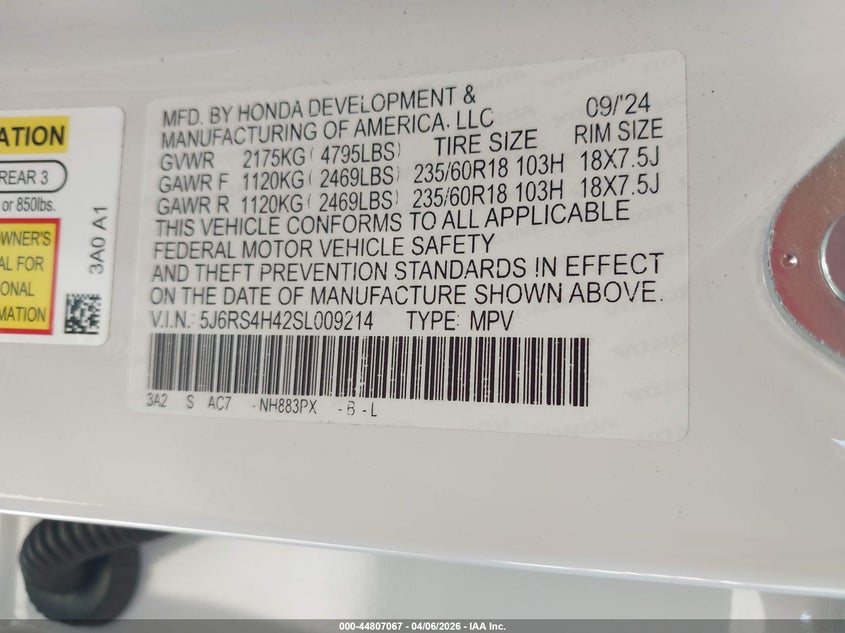 ATION
REAR 3
or 850lbs.
OWNER'S
AL FOR
IONAL
MATION
3A0 A1
MFD. BY HONDA DEVELOPMENT &
MANUFACTURING OF AMERICA. LLC 09/'24
GVWR 2175KG( 4795LBS) TIRE SIZE RIM SIZE
GAWR F 1120KG( 2469LBS) 235/60R18 103H 18X7.5J
GAWR R 1120KG( 2469LBS) 235/60R18 103H 18X7.5J
THIS VEHICLE CONFORMS TO ALL APPLICABLE
FEDERAL MOTOR VEHICLE SAFETY
AND THEFT PREVENTION STANDARDS IN EFFECT
ON THE DATE OF MANUFACTURE SHOWN ABOVE.
V.I.N.: 5J6RS4H42SL009214 TYPE: MPV
3A2 S AC7 -NH883PX -B-L
000-44807067 - 04/06/2026 - IAA Inc.